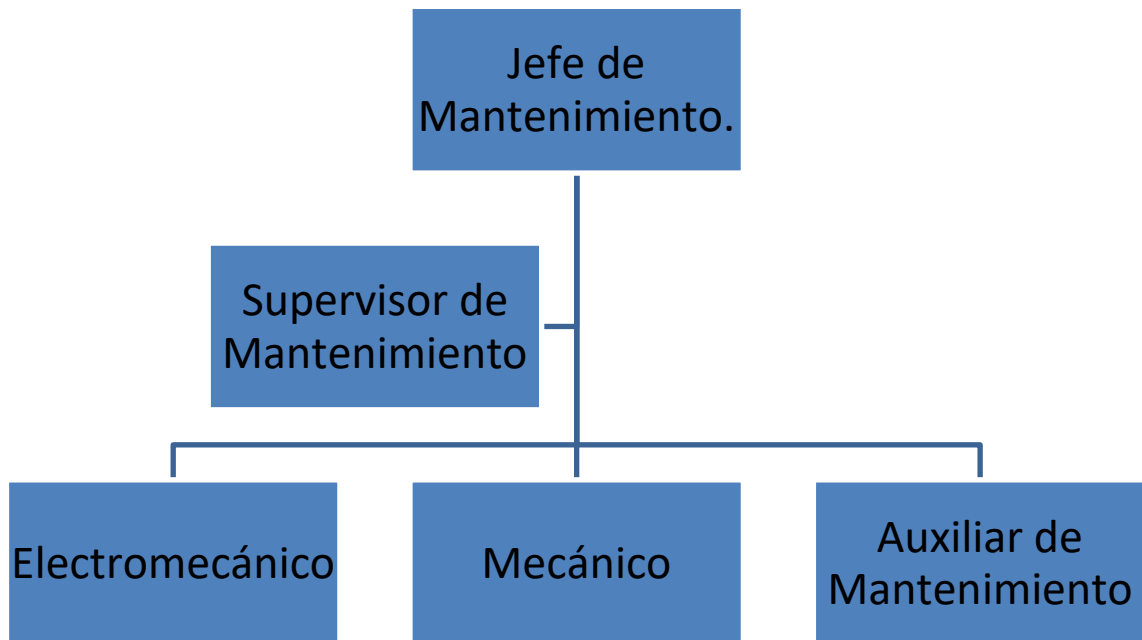 Jefe de
Mantenimiento.
Supervisor de
Mantenimiento
Electromecánico
Mecánico
Auxiliar de
Mantenimiento